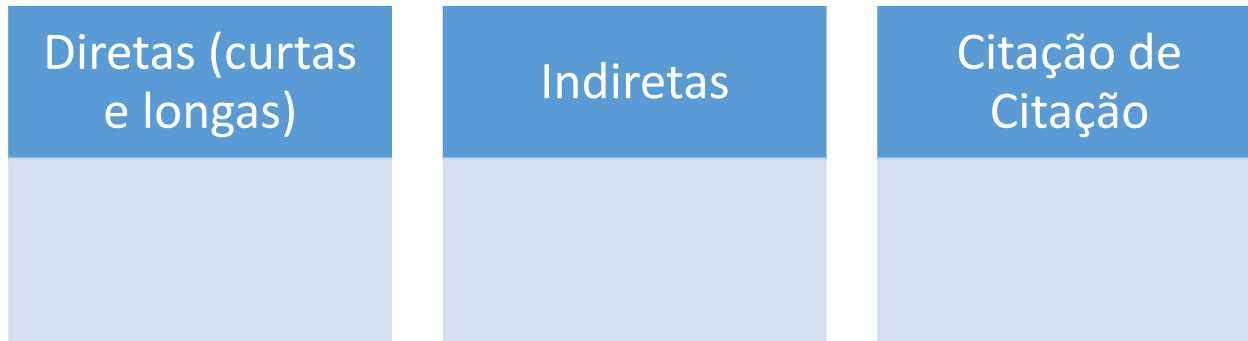 Diretas (curtas
e longas)
Indiretas
Citação de
Citação